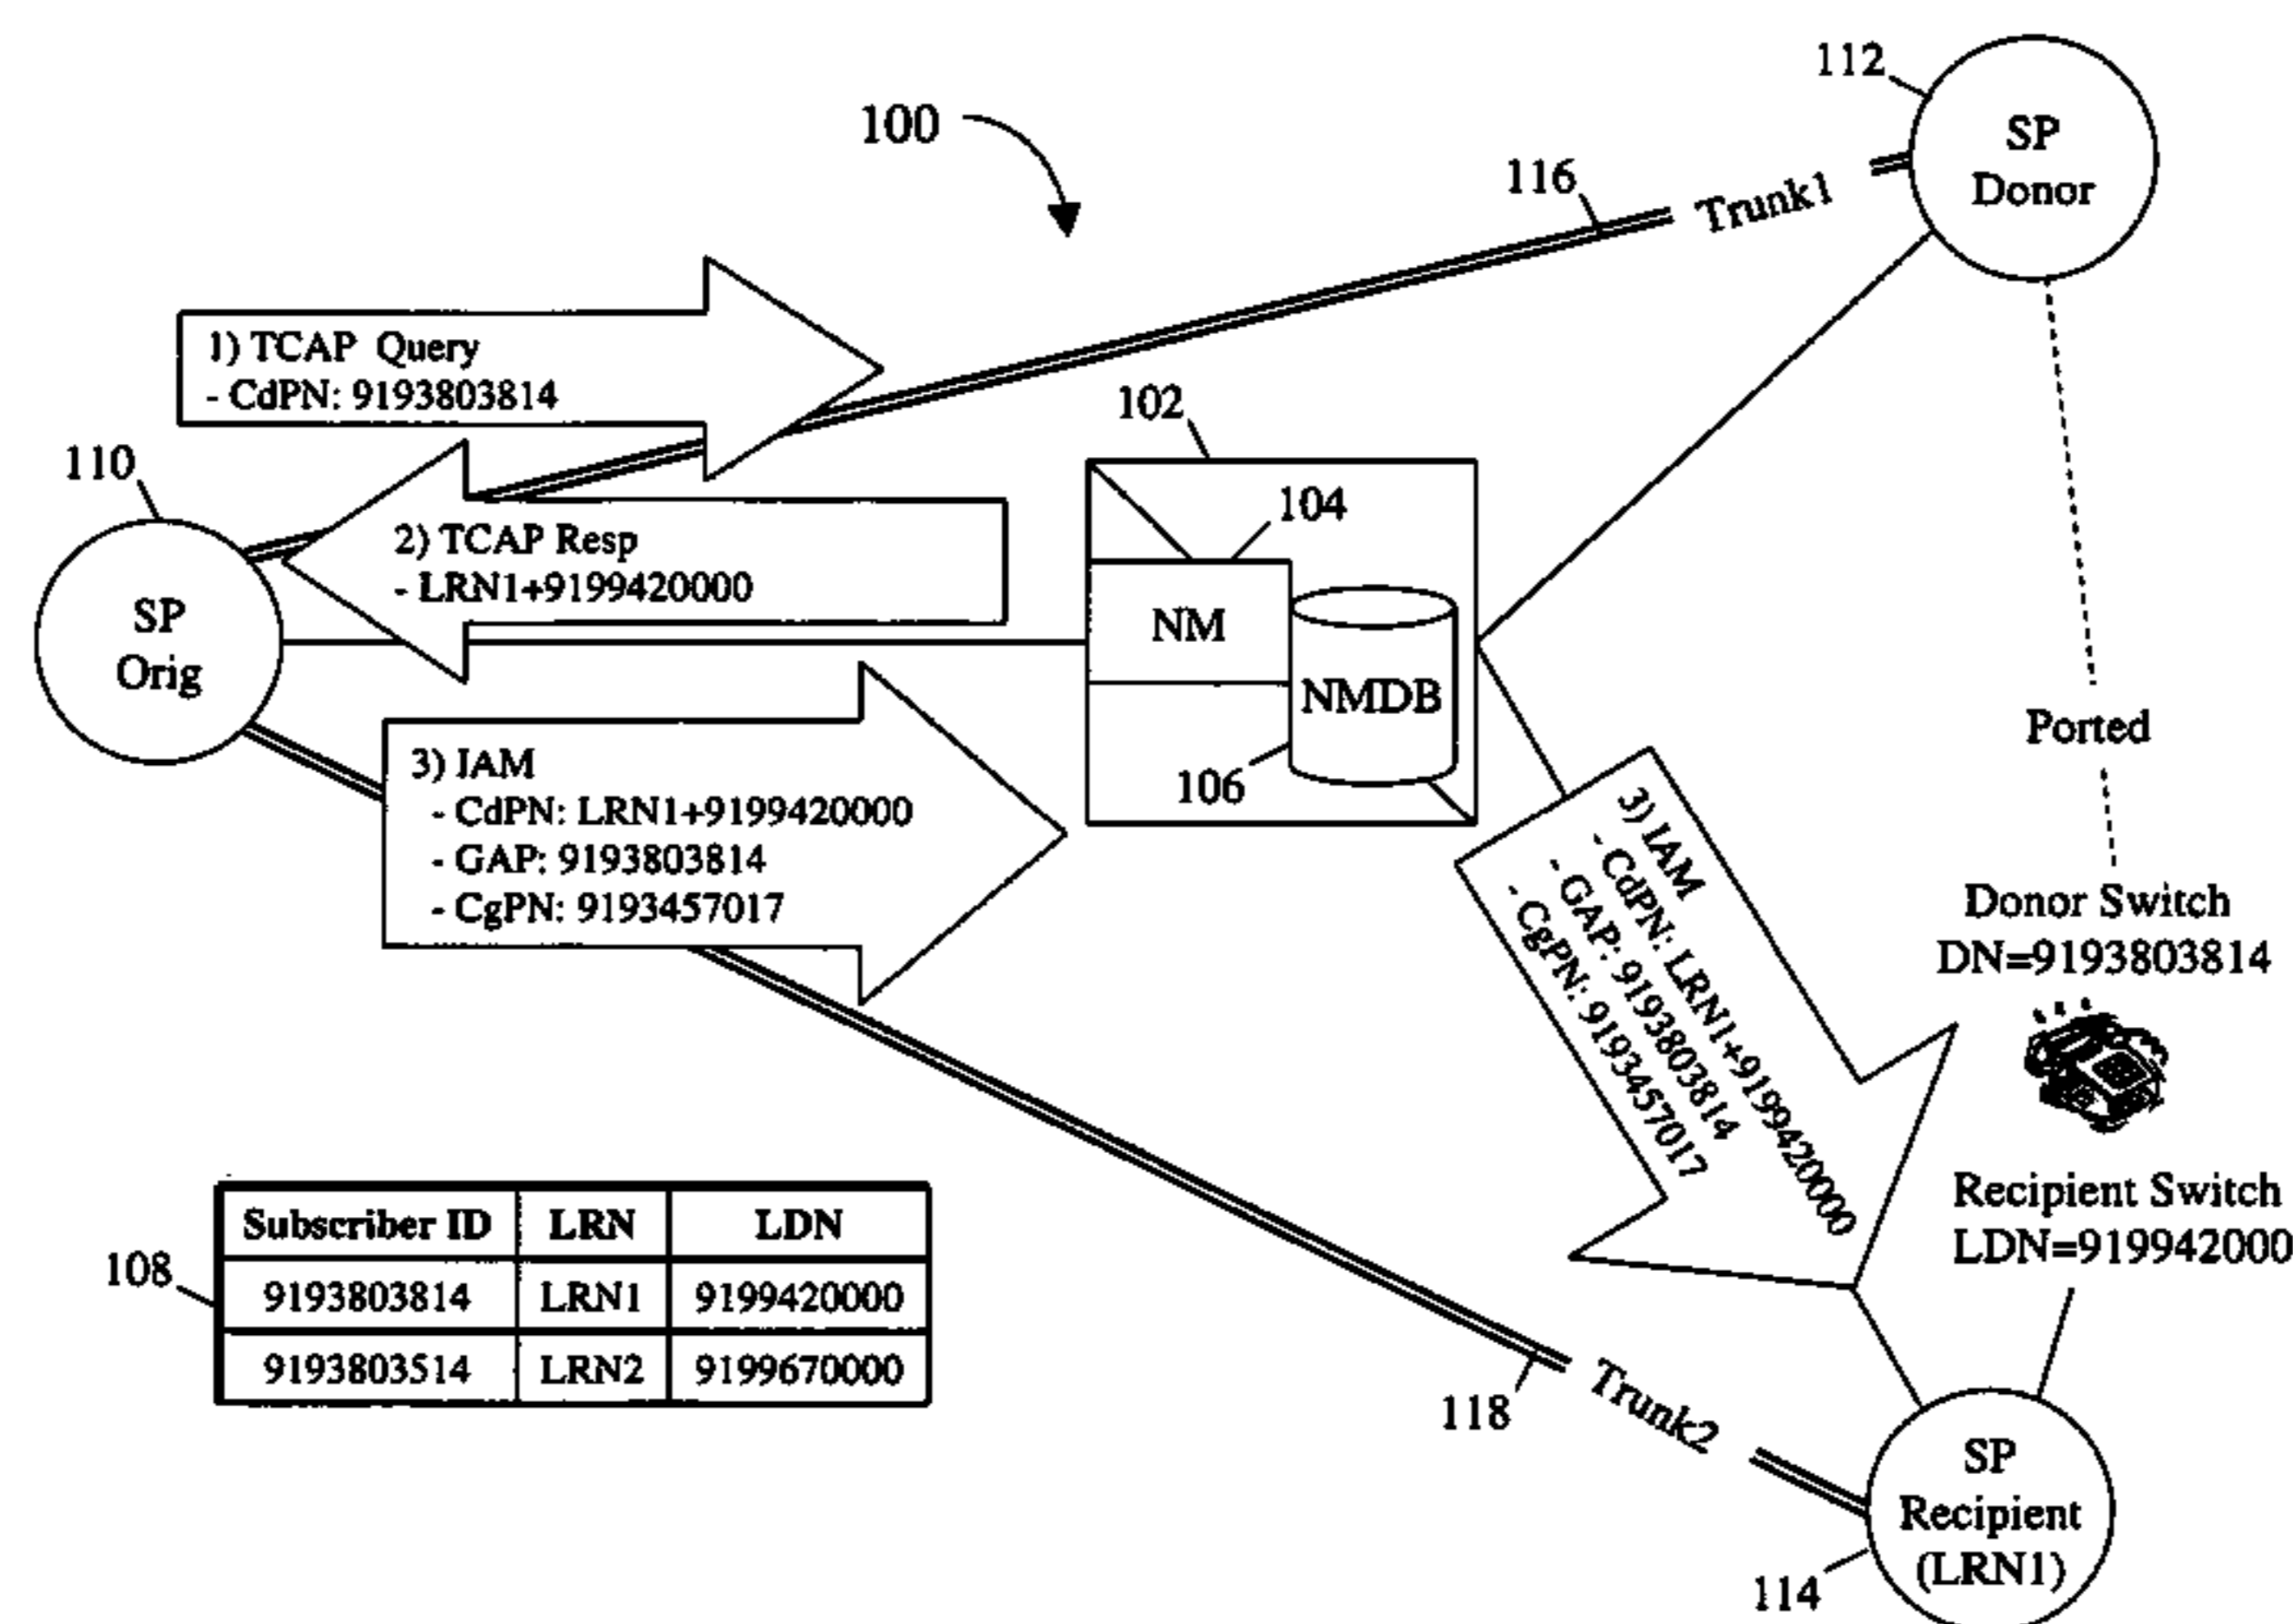 100
112
SP
Donor
116
Trunk1
1) TCAP Query
- CdPN: 9193803814
102
110
104
2) TCAP Resp
- LRN1+9199420000
SP
Orig
NM
NMDB
106
Ported
3) IAM
- CdPN: LRN1+9199420000
- GAP: 9193803814
- CgPN: 9193457017
3) IAM
- CdPN: LRN1+9199420000
- GAP: 9193803814
- CgPN: 9193457017
Donor Switch
DN=9193803814
Recipient Switch
LDN=919942000
108
Subscriber ID LRN LDN
9193803814 LRN1 9199420000
9193803514 LRN2 9199670000
118
Trunk2
SP
Recipient
(LRN1)
114